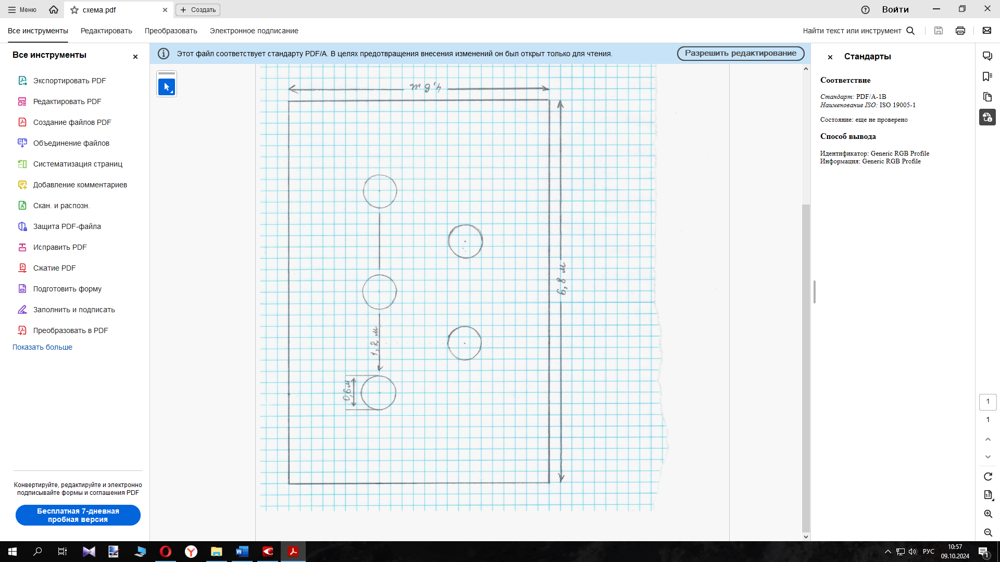 Меню
схема.pdf
Создать
Войти
Все инструменты
Редактировать
Преобразовать
Электронное подписание
Найти текст или инструмент
Все инструменты
Экспортировать PDF
Редактировать PDF
Создание файлов PDF
Объединение файлов
Систематизация страниц
Добавление комментариев
Скан. и распозн.
Защита PDF-файла
Исправить PDF
Сжатие PDF
Подготовить форму
Заполнить и подписать
Преобразовать в PDF
Показать больше
Конвертируйте, редактируйте и электронно
подписывайте формы и соглашения PDF
Бесплатная 7-дневная
пробная версия
Этот файл соответствует стандарту PDF/A. В целях предотвращения внесения изменений он был открыт только для чтения.
Разрешить редактирование
4,6 м
6,8 м
1,2 м
0,6м
Стандарты
Соответствие
Стандарт: PDF/A-1B
Наименование ISO: ISO 19005-1
Состояние: еще не проверено
Способ вывода
Идентификатор: Generic RGB Profile
Информация: Generic RGB Profile
1
1
РУС
10:57
09.10.2024
1